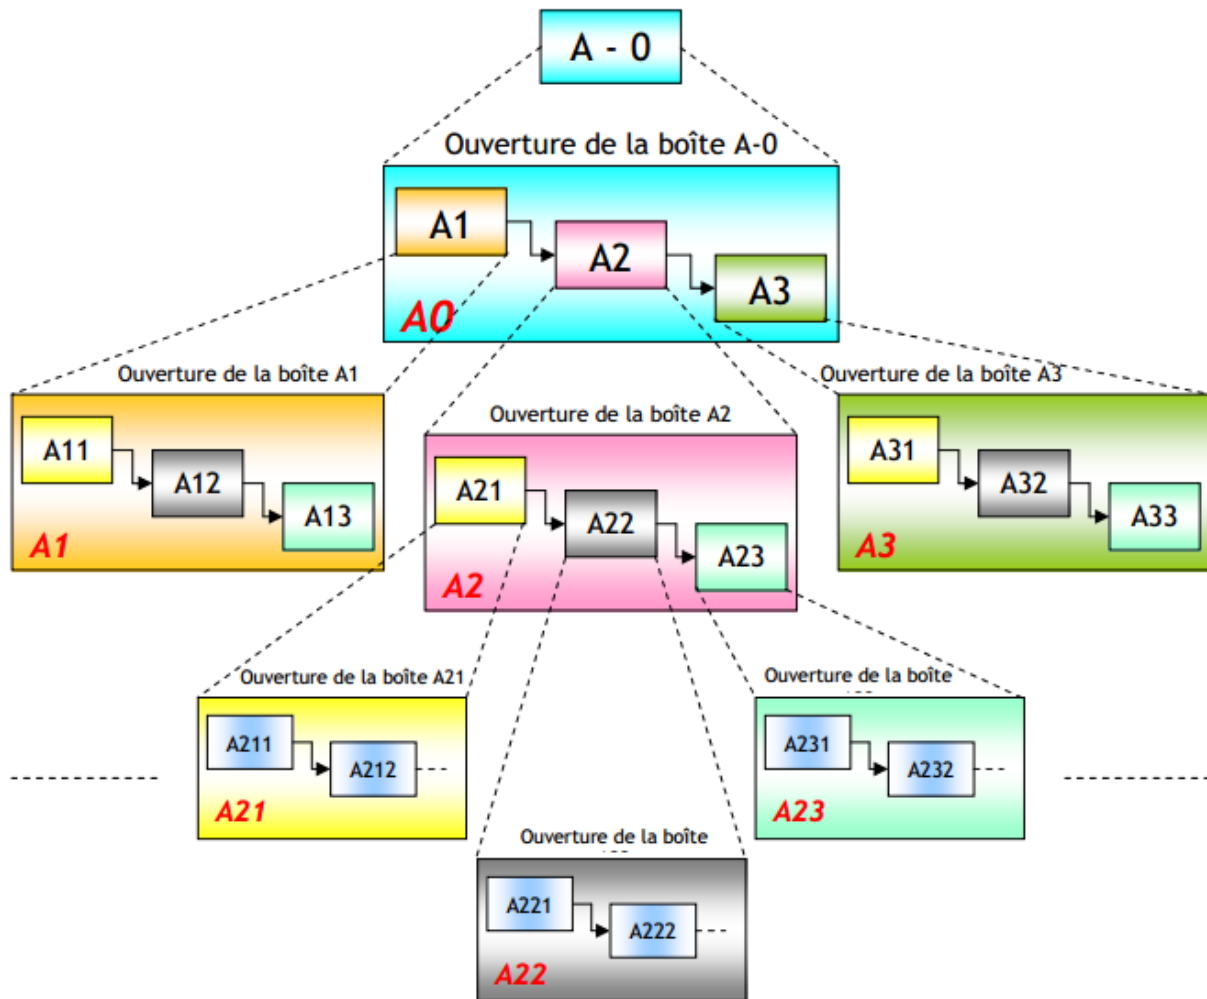 A - 0
Ouverture de la boîte A-0
A1
A2
A3
A0
Ouverture de la boîte A1
Ouverture de la boîte A2
Ouverture de la boîte A3
A11
A12
A13
A1
A21
A22
A23
A2
A31
A32
A33
A3
Ouverture de la boîte A21
Ouverture de la boîte
A211
A212
A21
A231
A232
A23
Ouverture de la boîte
A221
A222
A22